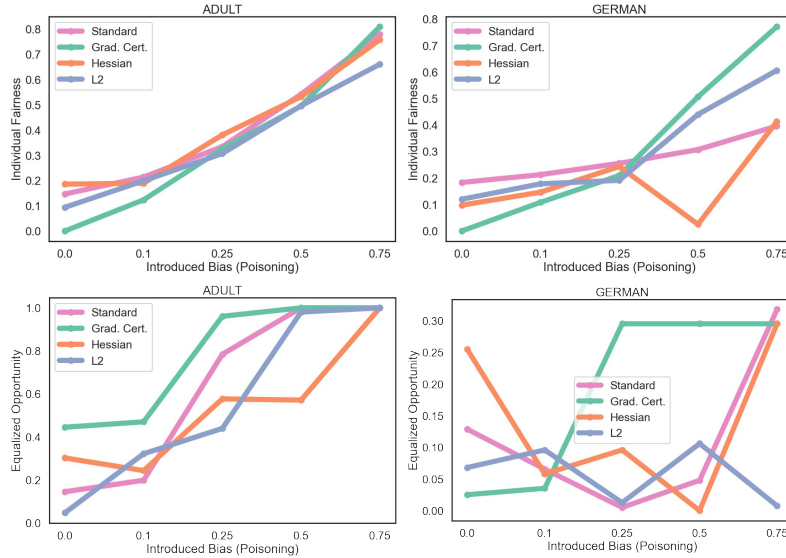 ADULT
Individual Fairness
0.8
0.7
0.6
0.5
0.4
0.3
0.2
0.1
0.0
Standard
Grad. Cert.
Hessian
L2
0.0 0.1 0.25 0.5 0.75
Introduced Bias (Poisoning)
GERMAN
Individual Fairness
0.8
0.7
0.6
0.5
0.4
0.3
0.2
0.1
0.0
Standard
Grad. Cert.
Hessian
L2
0.0 0.1 0.25 0.5 0.75
Introduced Bias (Poisoning)
ADULT
Equalized Opportunity
1.0
0.8
0.6
0.4
0.2
0.0
Standard
Grad. Cert.
Hessian
L2
0.0 0.1 0.25 0.5 0.75
Introduced Bias (Poisoning)
GERMAN
Equalized Opportunity
0.30
0.25
0.20
0.15
0.10
0.05
0.00
Standard
Grad. Cert.
Hessian
L2
0.0 0.1 0.25 0.5 0.75
Introduced Bias (Poisoning)